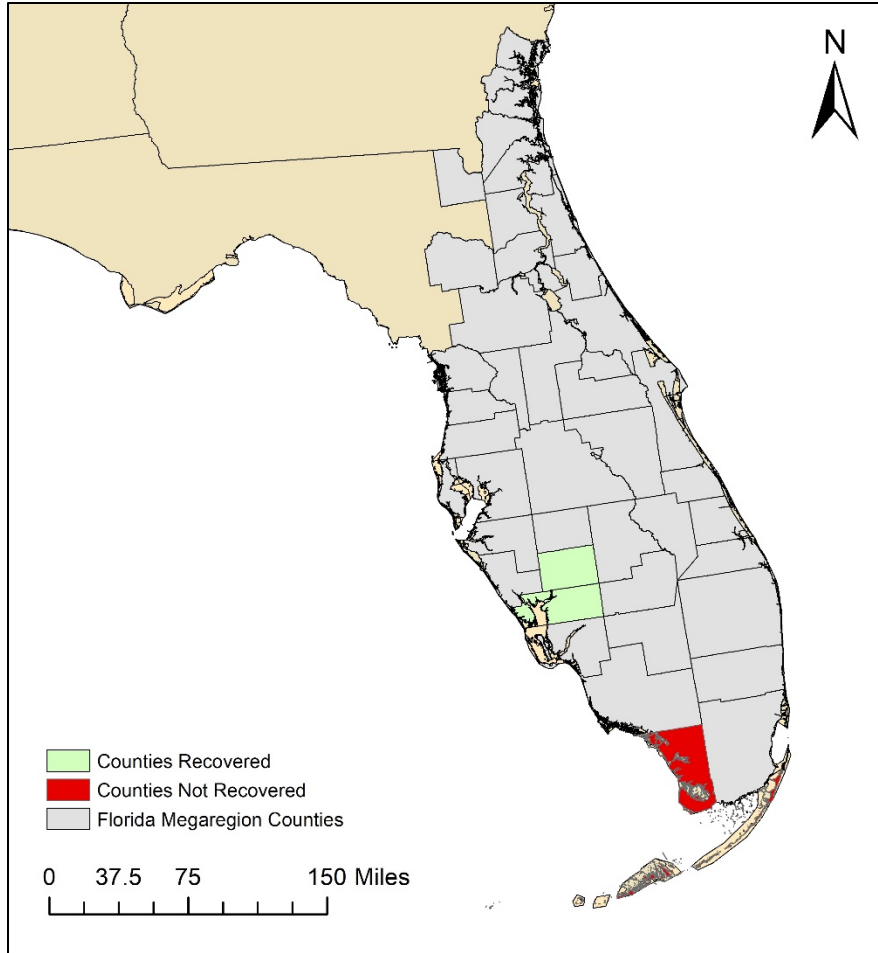 N
Counties Recovered
Counties Not Recovered
Florida Megaregion Counties
0 37.5 75 150 Miles